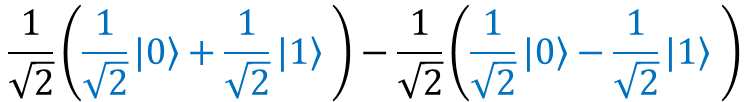 1/√2 (1/√2 |0⟩ + 1/√2 |1⟩ ) − 1/√2 (1/√2 |0⟩ − 1/√2 |1⟩ )